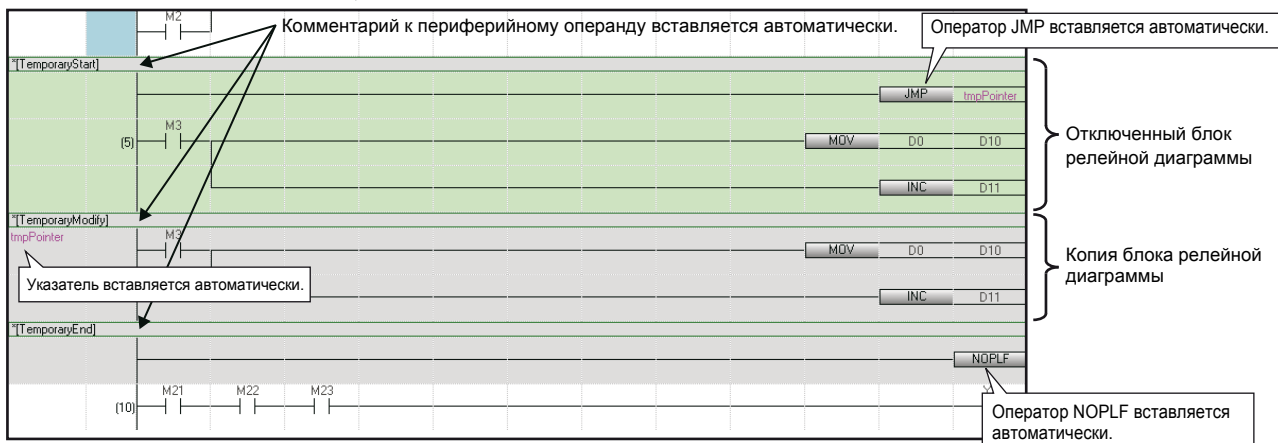 M2
Комментарий к периферийному операнду вставляется автоматически.
Оператор JMP вставляется автоматически.
*[TemporaryStart]
JMP tmpPointer
(5) M3
MOV D0 D10
INC D11
Отключенный блок
релейной диаграммы
*[TemporaryModify]
tmpPointer
M3
MOV D0 D10
INC D11
Указатель вставляется автоматически.
Копия блока релейной
диаграммы
*[TemporaryEnd]
NOPLF
(10) M21 M22 M23
Оператор NOPLF вставляется
автоматически.